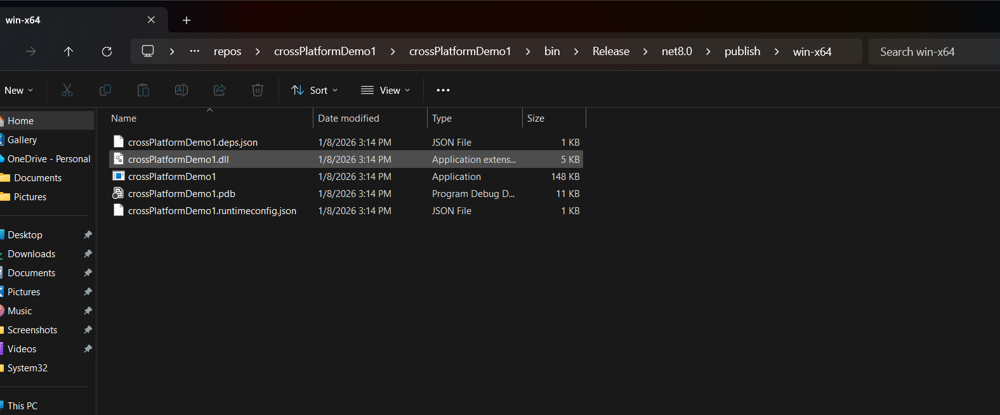 win-x64
repos crossPlatformDemo1 crossPlatformDemo1 bin Release net8.0 publish win-x64 Search win-x64
New Sort View
Name Date modified Type Size
Home
Gallery
OneDrive - Personal
Documents
Pictures
Desktop
Downloads
Documents
Pictures
Music
Screenshots
Videos
System32
This PC
crossPlatformDemo1.deps.json 1/8/2026 3:14 PM JSON File 1 KB
crossPlatformDemo1.dll 1/8/2026 3:14 PM Application extens... 5 KB
crossPlatformDemo1 1/8/2026 3:14 PM Application 148 KB
crossPlatformDemo1.pdb 1/8/2026 3:14 PM Program Debug D... 11 KB
crossPlatformDemo1.runtimeconfig.json 1/8/2026 3:14 PM JSON File 1 KB